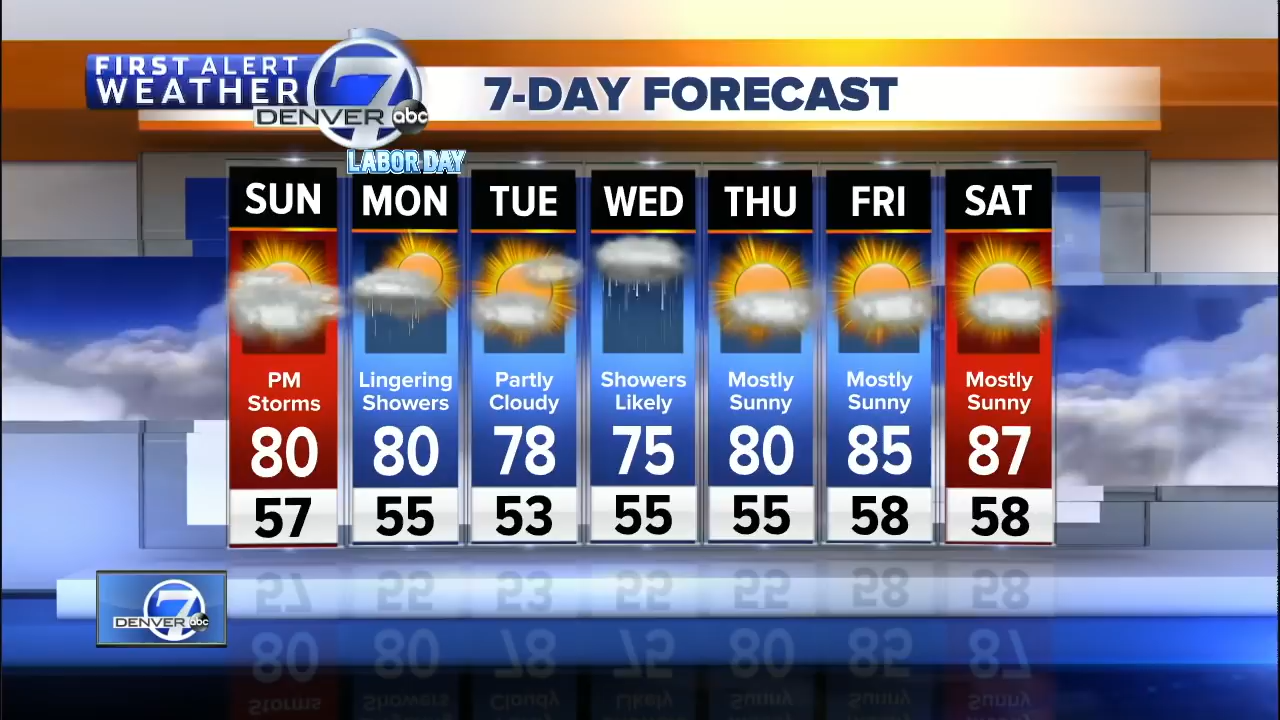 FIRST ALERT
WEATHER
7
DENVER abc
7-DAY FORECAST
LABOR DAY
SUN
MON
TUE
WED
THU
FRI
SAT
PM
Storms
Lingering
Showers
Partly
Cloudy
Showers
Likely
Mostly
Sunny
Mostly
Sunny
Mostly
Sunny
80
80
78
75
80
85
87
57
55
53
55
55
58
58
7
DENVER abc